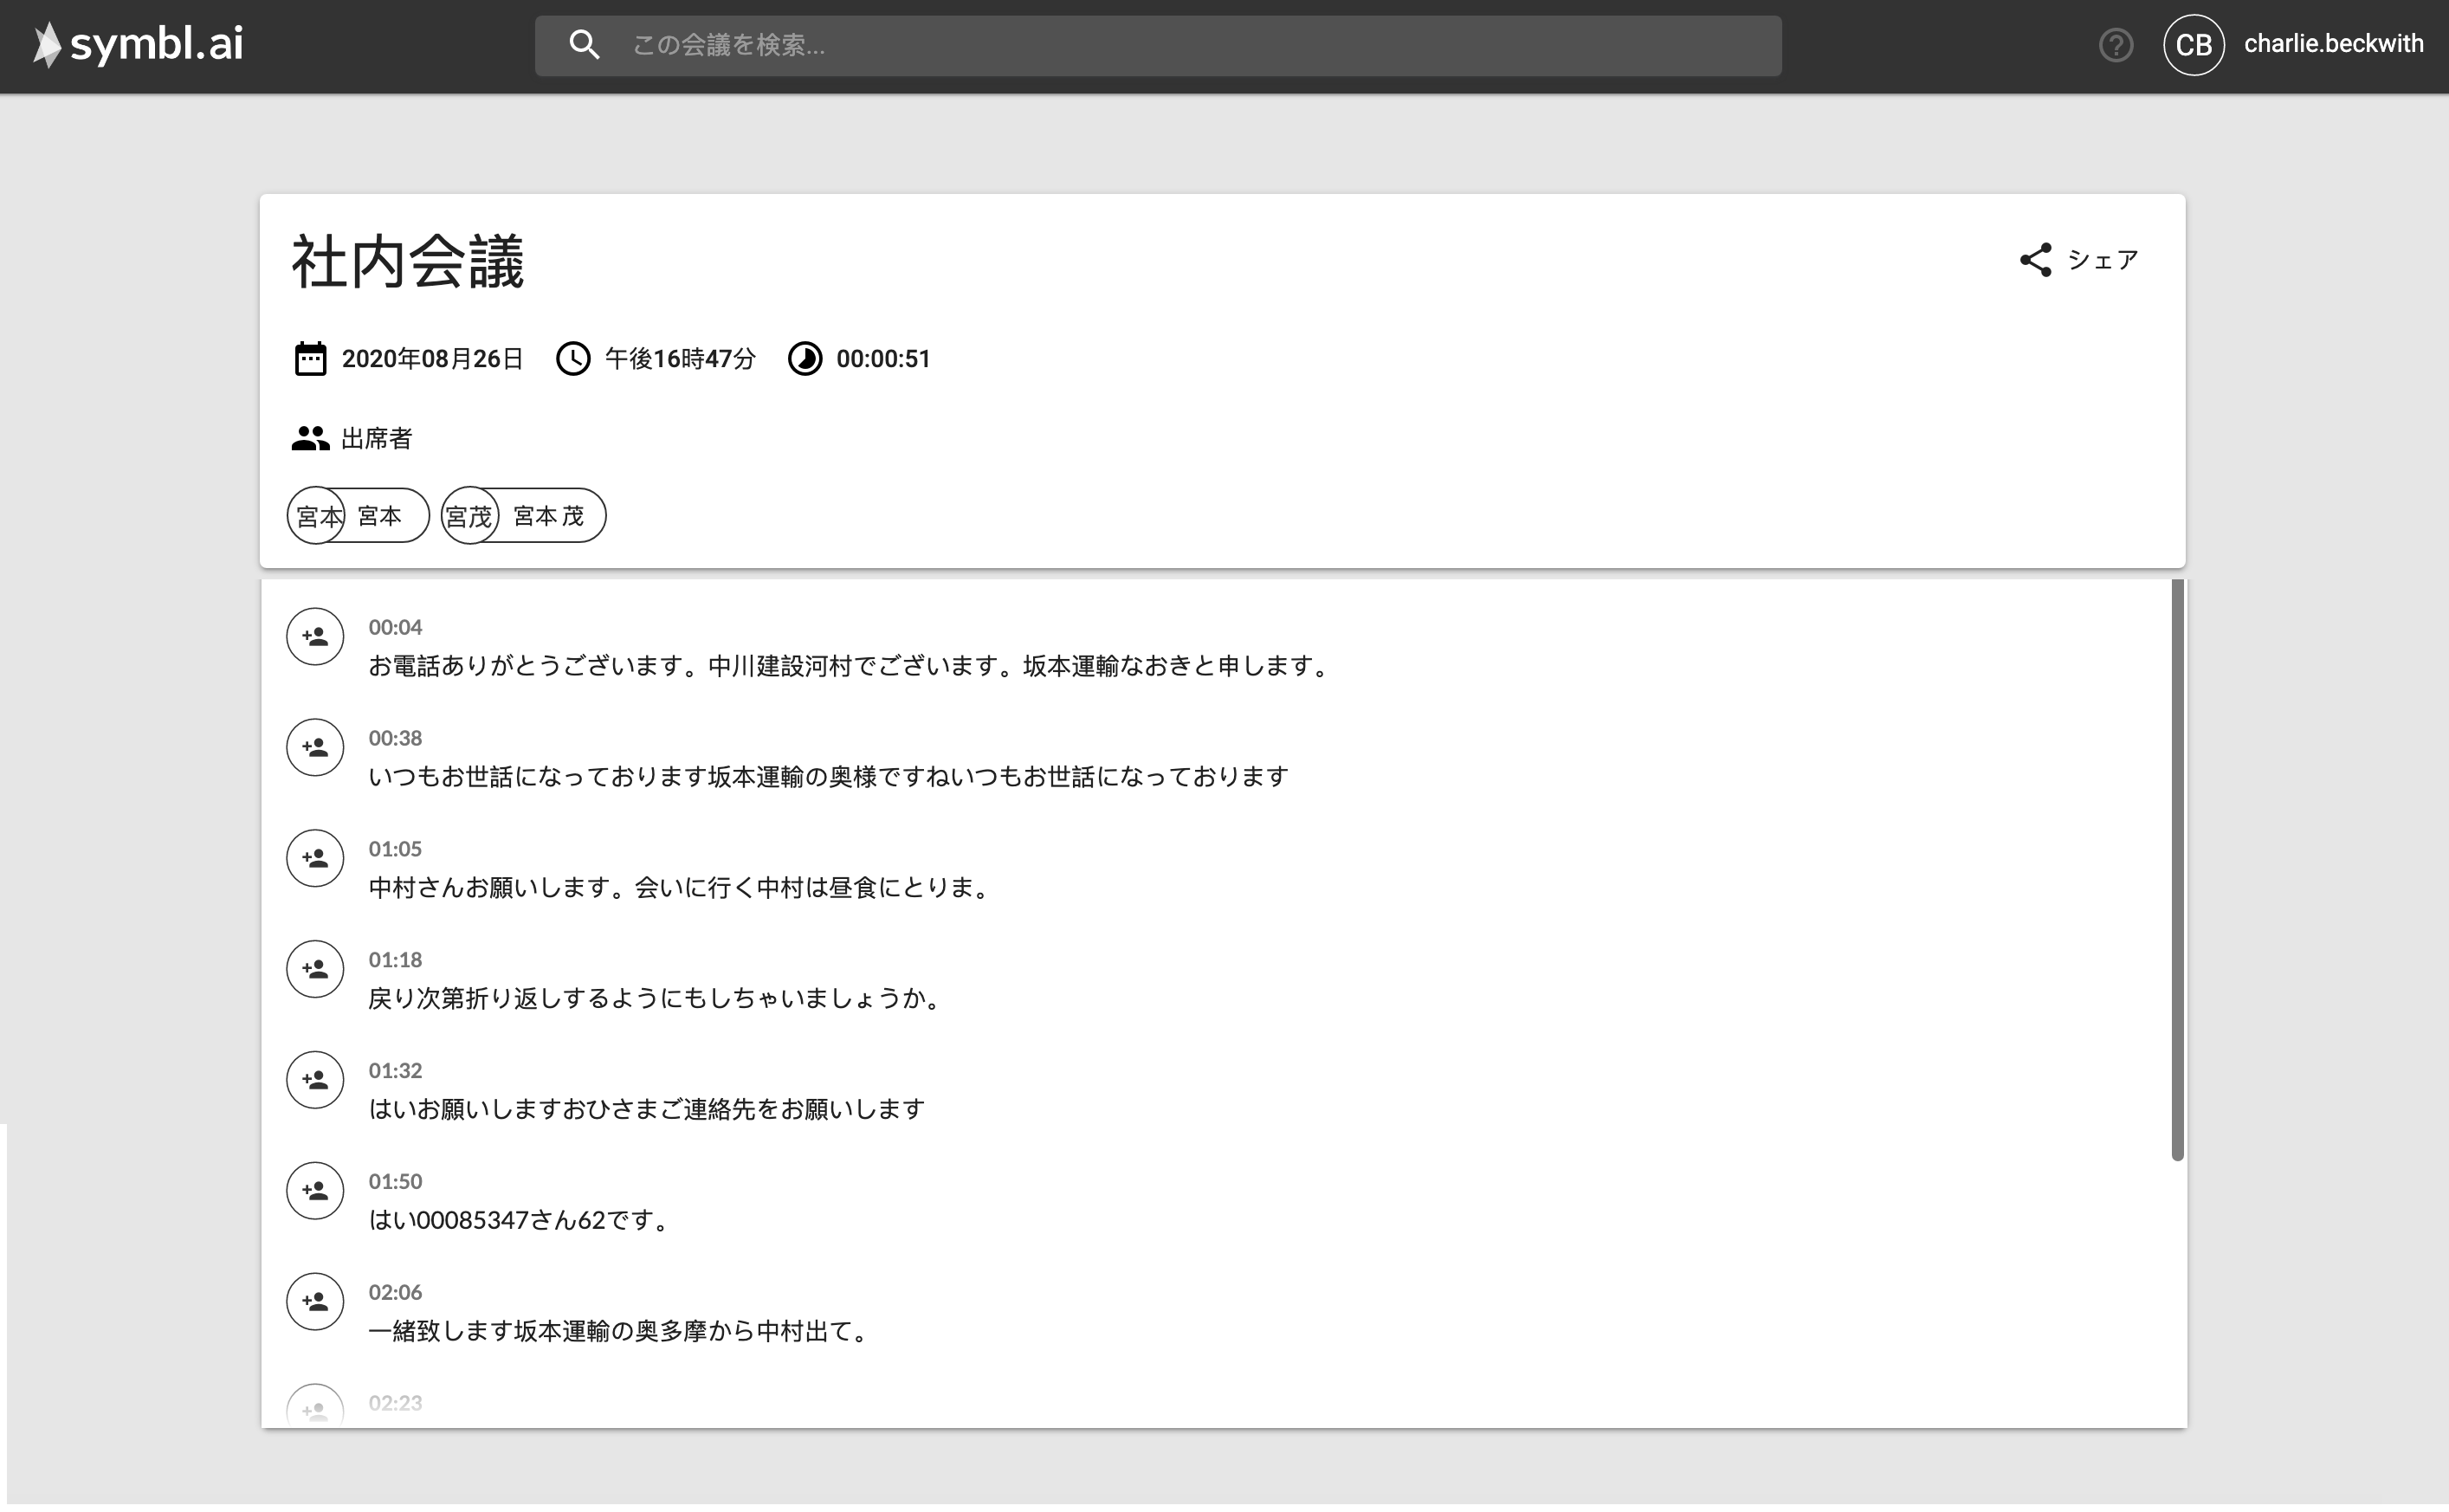 symbl.ai
この会議を検索...
CB charlie.beckwith
社内会議
シェア
2020年08月26日 午後16時47分 00:00:51
出席者
宮本 宮本 宮茂 宮本 茂
00:04
お電話ありがとうございます。中川建設河村でございます。坂本運輸なおきと申します。
00:38
いつもお世話になっております坂本運輸の奥様ですねいつもお世話になっております
01:05
中村さんお願いします。会いに行く中村は昼食にとりま。
01:18
戻り次第折り返しするようにもしちゃいましょうか。
01:32
はいお願いしますおひさまご連絡先をお願いします
01:50
はい00085347さん62です。
02:06
一緒致します坂本運輸の奥多摩から中村出て。
02:23